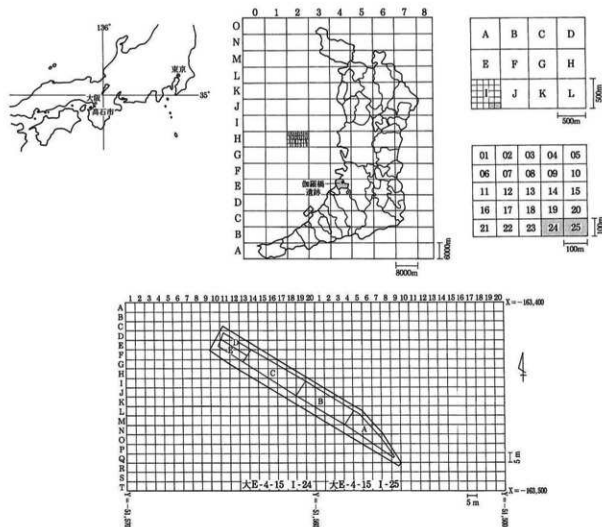 136°
35°
東京
大阪
高石市
0 1 2 3 4 5 6 7 8
O
N
M
L
K
J
I
H
G
F
E
D
C
B
A
伽羅橋
遺跡
8000m
6000m
A B C D
E F G H
I J K L
500m
500m
01 02 03 04 05
06 07 08 09 10
11 12 13 14 15
16 17 18 19 20
21 22 23 24 25
100m
100m
1 2 3 4 5 6 7 8 9 10 11 12 13 14 15 16 17 18 19 20 1 2 3 4 5 6 7 8 9 10 11 12 13 14 15 16 17 18 19 20
X=-163,400
A
B
C
D
E
F
G
H
I
J
K
L
M
N
O
P
Q
R
S
T
D
C
B
A
5 m
大E-4-15 I-24 大E-4-15 I-25
5 m
X=-163,500